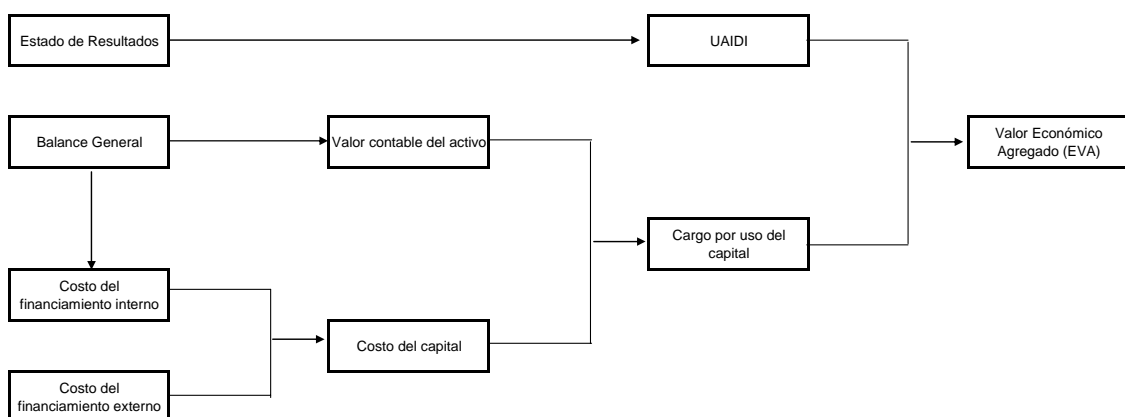 Estado de Resultados
UAIDI
Balance General
Valor contable del activo
Valor Económico
Agregado (EVA)
Cargo por uso del
capital
Costo del
financiamiento interno
Costo del capital
Costo del
financiamiento externo